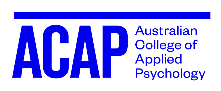 ACAP
Australian
College of
Applied
Psychology